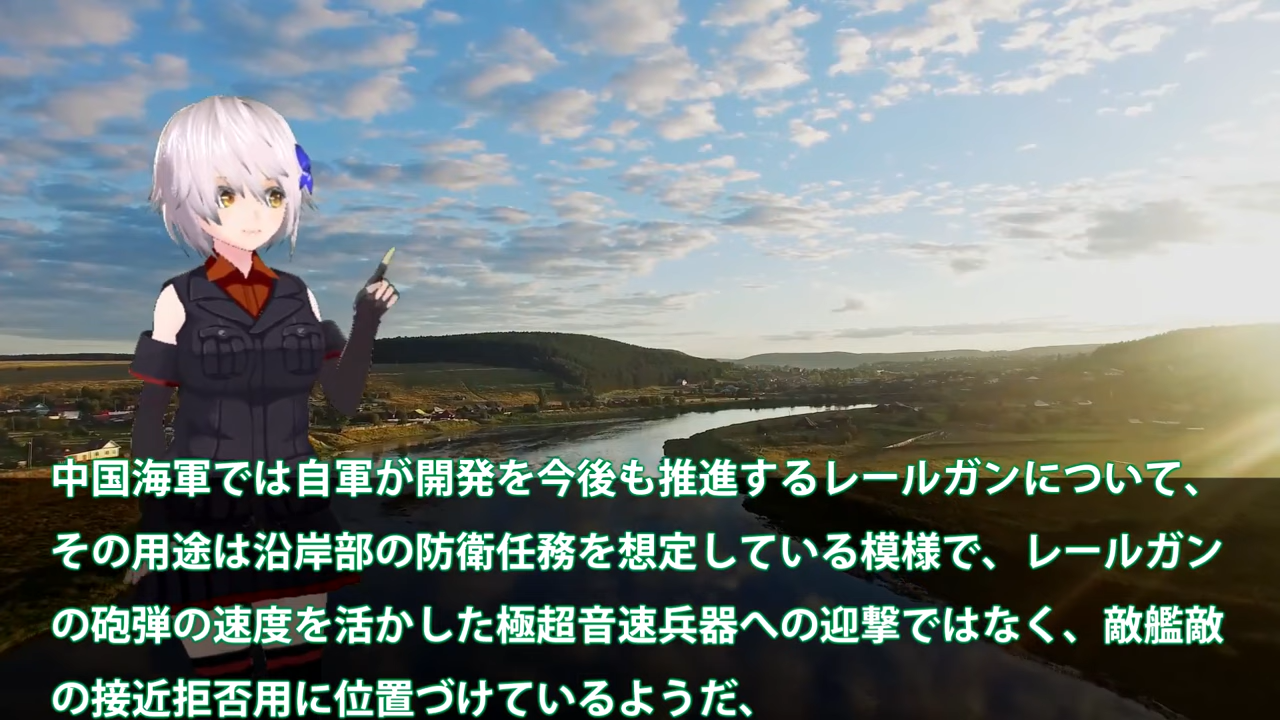 中国海軍では自軍が開発を今後も推進するレールガンについて、
その用途は沿岸部の防衛任務を想定している模様で、レールガン
の砲弾の速度を活かした極超音速兵器への迎撃ではなく、敵艦敵
の接近拒否用に位置づけているようだ、